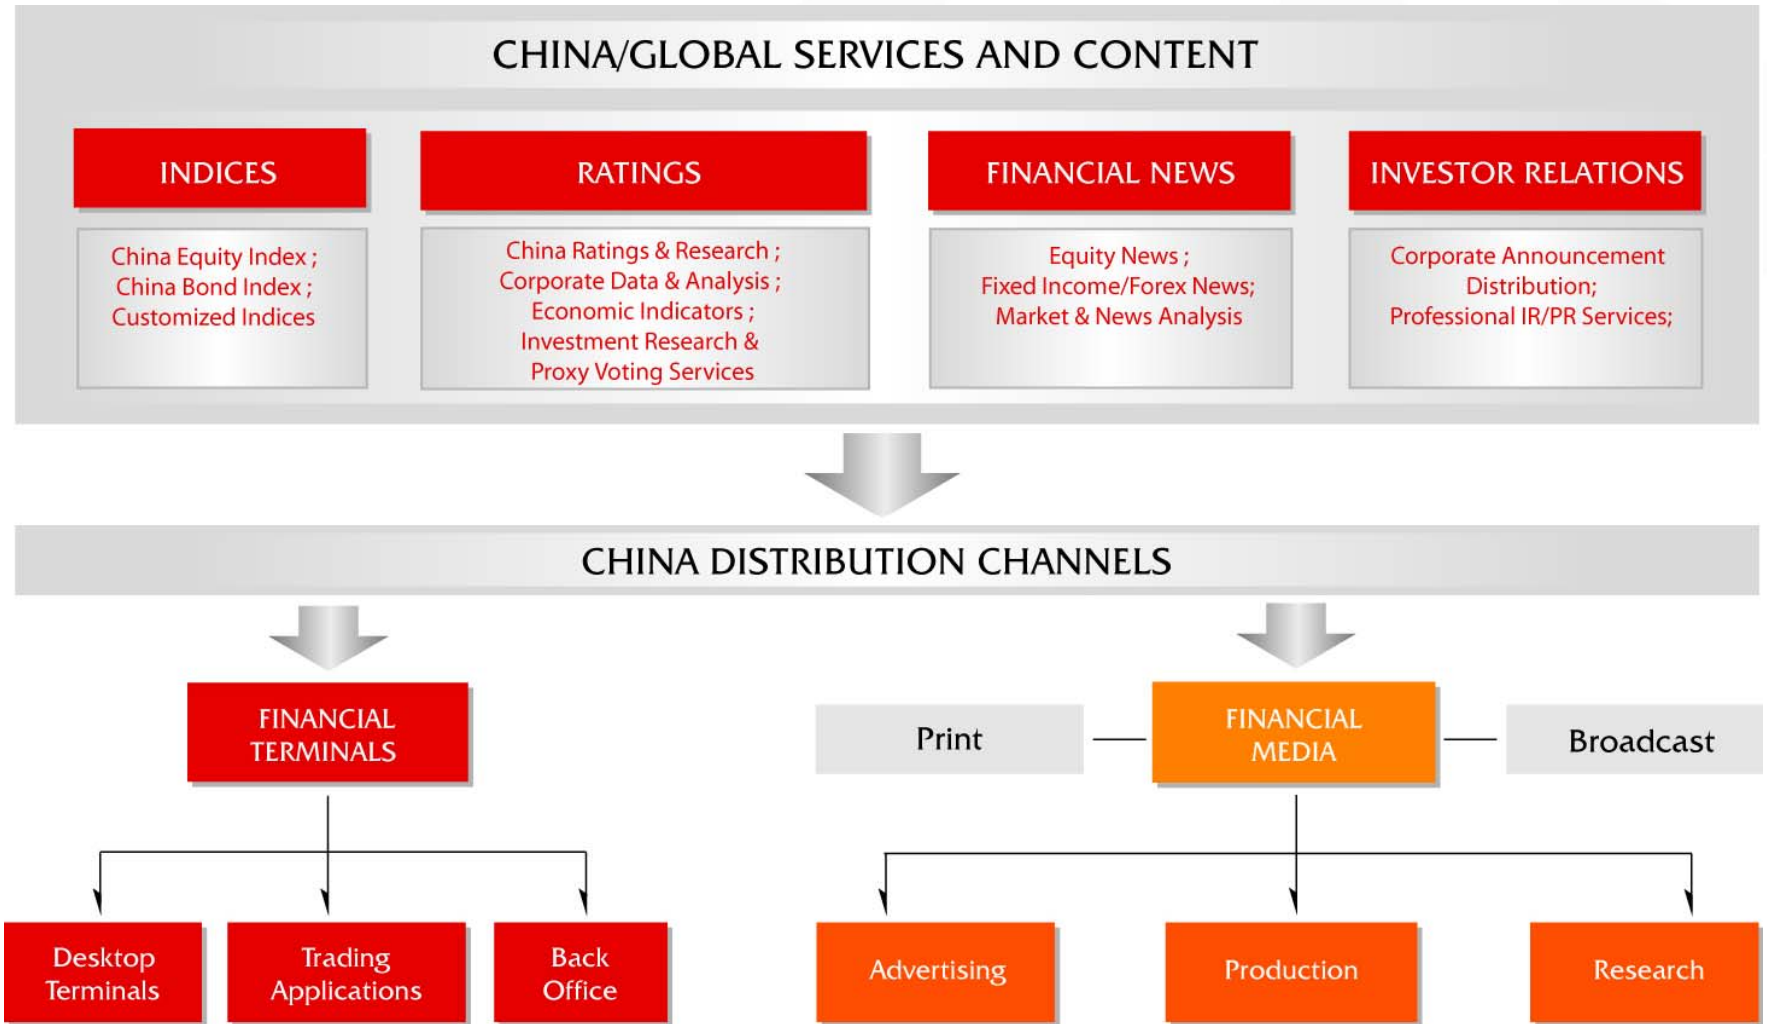 CHINA/GLOBAL SERVICES AND CONTENT
INDICES
China Equity Index ;
China Bond Index ;
Customized Indices
RATINGS
China Ratings & Research ;
Corporate Data & Analysis ;
Economic Indicators ;
Investment Research &
Proxy Voting Services
FINANCIAL NEWS
Equity News ;
Fixed Income/Forex News;
Market & News Analysis
INVESTOR RELATIONS
Corporate Announcement
Distribution;
Professional IR/PR Services;
CHINA DISTRIBUTION CHANNELS
FINANCIAL
TERMINALS
Desktop
Terminals
Trading
Applications
Back
Office
Print
FINANCIAL
MEDIA
Broadcast
Advertising
Production
Research